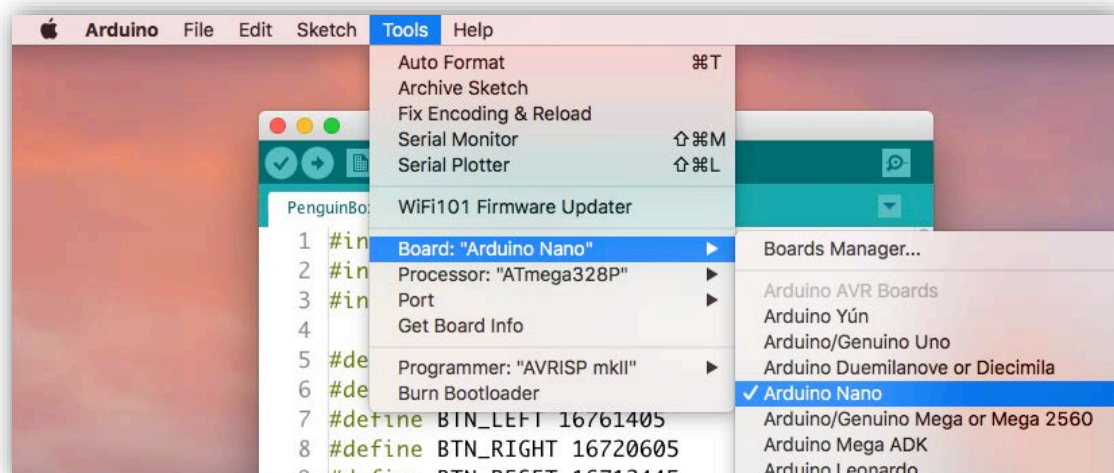 Arduino File Edit Sketch Tools Help
Auto Format ⌘T
Archive Sketch
Fix Encoding & Reload
Serial Monitor ⇧⌘M
Serial Plotter ⇧⌘L
WiFi101 Firmware Updater
Board: "Arduino Nano"
Processor: "ATmega328P"
Port
Get Board Info
Programmer: "AVRISP mkII"
Burn Bootloader
Boards Manager...
Arduino AVR Boards
Arduino Yún
Arduino/Genuino Uno
Arduino Duemilanove or Diecimila
✓ Arduino Nano
Arduino/Genuino Mega or Mega 2560
Arduino Mega ADK
Arduino Leonardo
PenguinBo
1 #in
2 #in
3 #in
4
5 #de
6 #de
7 #define BTN_LEFT 16761405
8 #define BTN_RIGHT 16720605